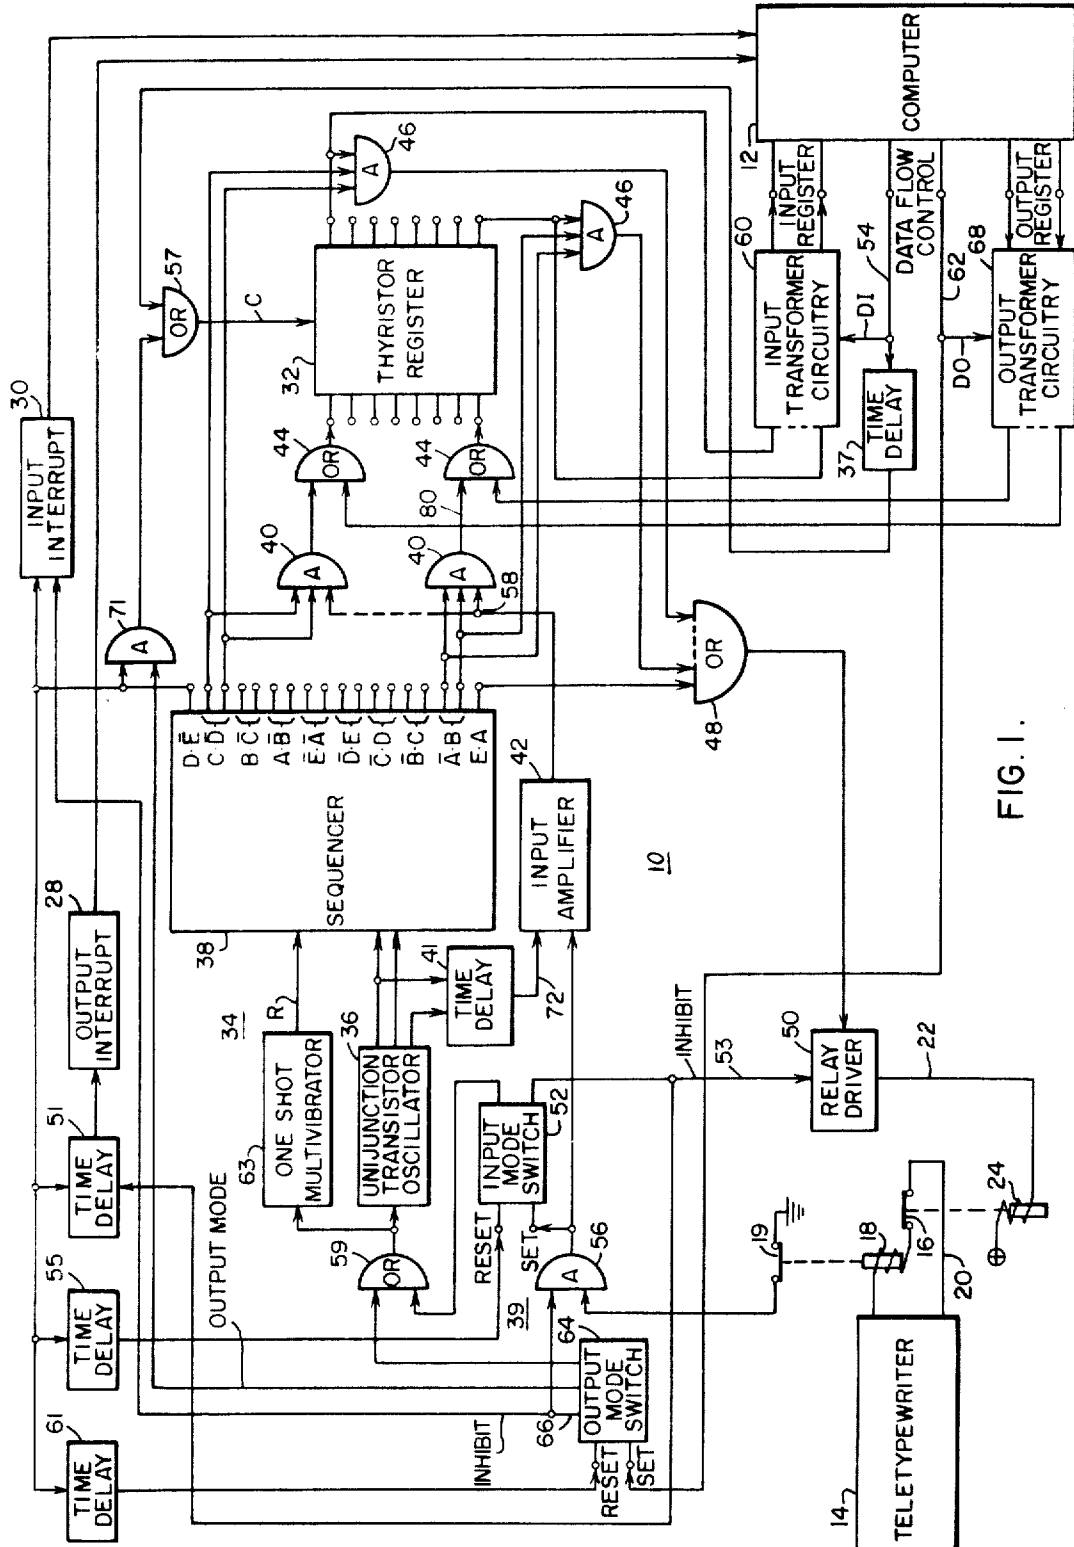 30
INPUT
INTERRUPT
71
A
28
OUTPUT
INTERRUPT
51
TIME
DELAY
55
TIME
DELAY
61
TIME
DELAY
OUTPUT MODE
INHIBIT
OR
57
C
32
THYRISTOR
REGISTER
A
46
A
46
44
OR
44
OR
80
40
A
40
A
58
D·E̅
C·D̅
B·C̅
A·B̅
E̅·A̅
D̅·E
C̅·D
B̅·C
A̅·B
E·A
SEQUENCER
38
R
34
63
ONE SHOT
MULTIVIBRATOR
36
UNIJUNCTION
TRANSISTOR
OSCILLATOR
41
TIME
DELAY
72
42
INPUT
AMPLIFIER
10
OR
48
59
OR
RESET
SET
INPUT
MODE
SWITCH
52
39
A
56
64
OUTPUT
MODE
SWITCH
66
RESET
SET
INHIBIT
53
50
RELAY
DRIVER
22
19
18
16
20
24
14
TELETYPEWRITER
12
COMPUTER
INPUT
REGISTER
60
INPUT
TRANSFORMER
CIRCUITRY
DI
54
DATA FLOW
CONTROL
62
37
TIME
DELAY
DO
OUTPUT
REGISTER
68
OUTPUT
TRANSFORMER
CIRCUITRY
FIG. 1.